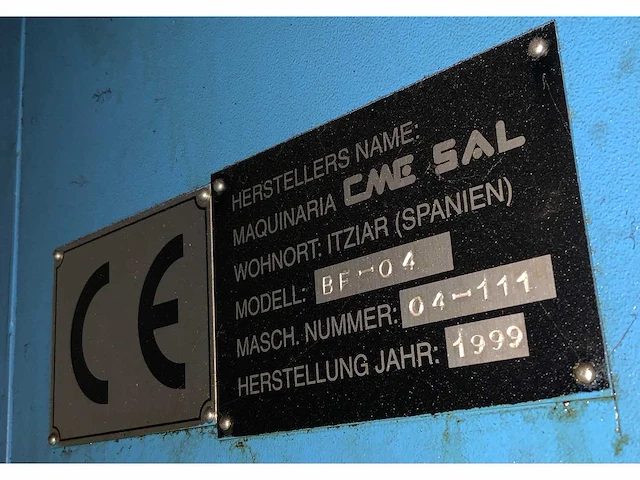 CE
HERSTELLERS NAME:
MAQUINARIA CME SAL
WOHNORT: ITZIAR (SPANIEN)
MODELL: BF-04
MASCH. NUMMER: 04-111
HERSTELLUNG JAHR: 1999